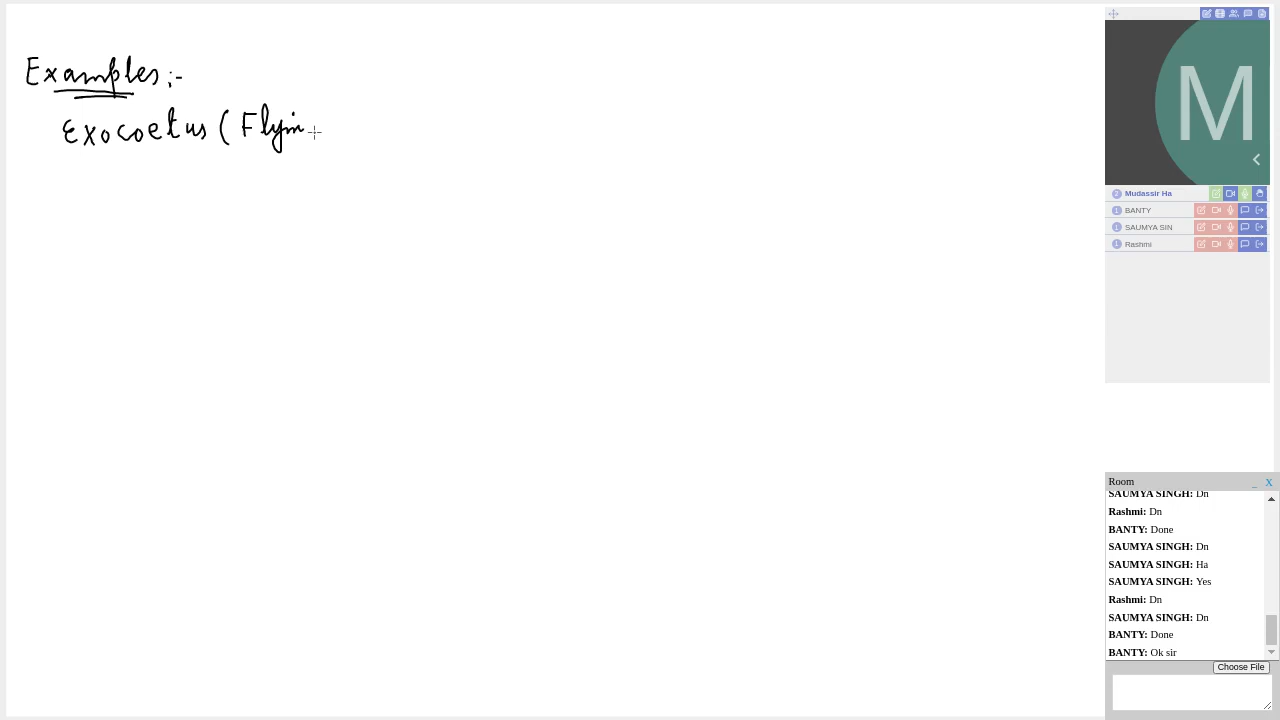 Examples :-
Exocoetus ( Flyin
M
Mudassir Ha
BANTY
SAUMYA SIN
Rashmi
Room
_ X
SAUMYA SINGH: Dn
Rashmi: Dn
BANTY: Done
SAUMYA SINGH: Dn
SAUMYA SINGH: Ha
SAUMYA SINGH: Yes
Rashmi: Dn
SAUMYA SINGH: Dn
BANTY: Done
BANTY: Ok sir
Choose File